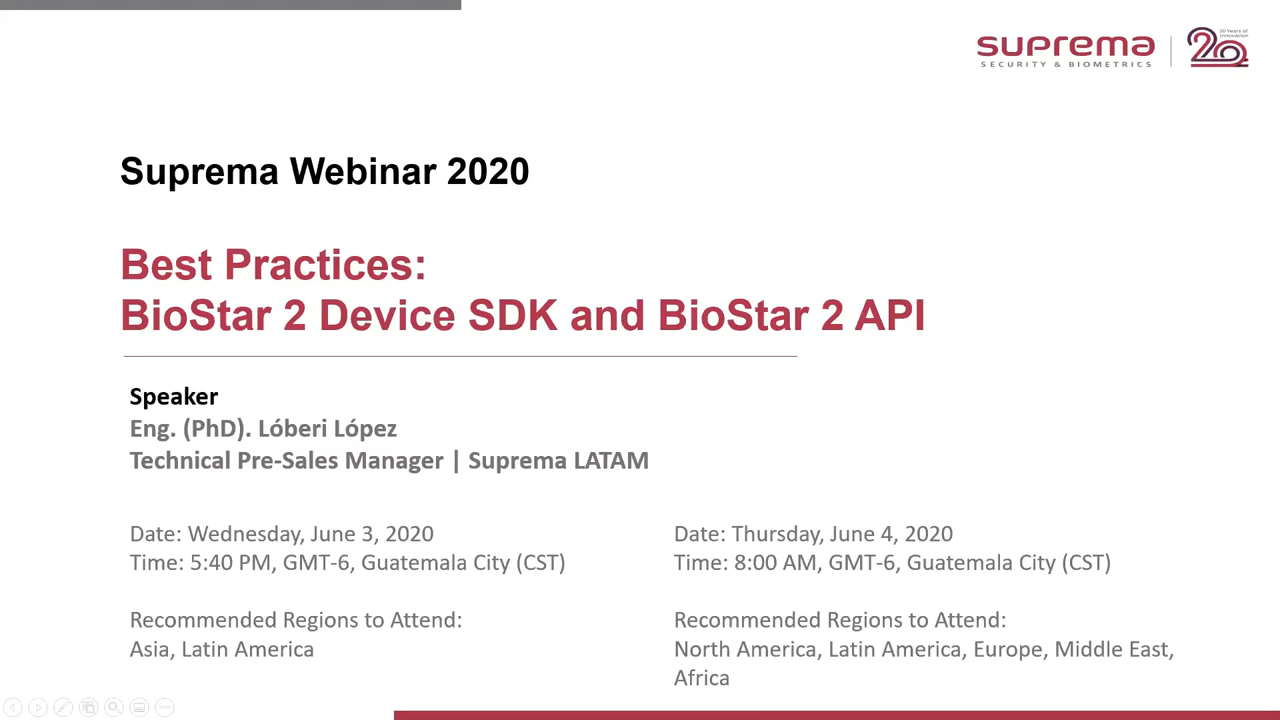 suprema
SECURITY & BIOMETRICS
20 Years of
Innovation
20
Suprema Webinar 2020
Best Practices:
BioStar 2 Device SDK and BioStar 2 API
Speaker
Eng. (PhD). Lóberi López
Technical Pre-Sales Manager | Suprema LATAM
Date: Wednesday, June 3, 2020
Time: 5:40 PM, GMT-6, Guatemala City (CST)
Recommended Regions to Attend:
Asia, Latin America
Date: Thursday, June 4, 2020
Time: 8:00 AM, GMT-6, Guatemala City (CST)
Recommended Regions to Attend:
North America, Latin America, Europe, Middle East,
Africa